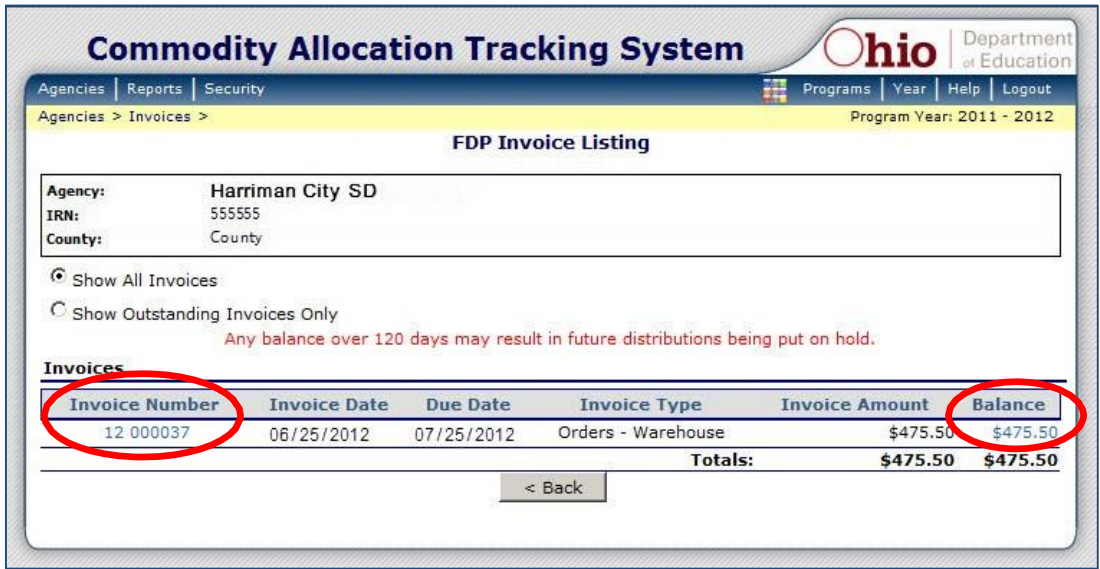 Commodity Allocation Tracking System
Ohio Department of Education
Agencies Reports Security Programs Year Help Logout
Agencies > Invoices > Program Year: 2011 - 2012
FDP Invoice Listing
Agency: Harriman City SD
IRN: 555555
County: County
Show All Invoices
Show Outstanding Invoices Only
Any balance over 120 days may result in future distributions being put on hold.
Invoices
Invoice Number Invoice Date Due Date Invoice Type Invoice Amount Balance
12 000037 06/25/2012 07/25/2012 Orders - Warehouse $475.50 $475.50
Totals: $475.50 $475.50
< Back